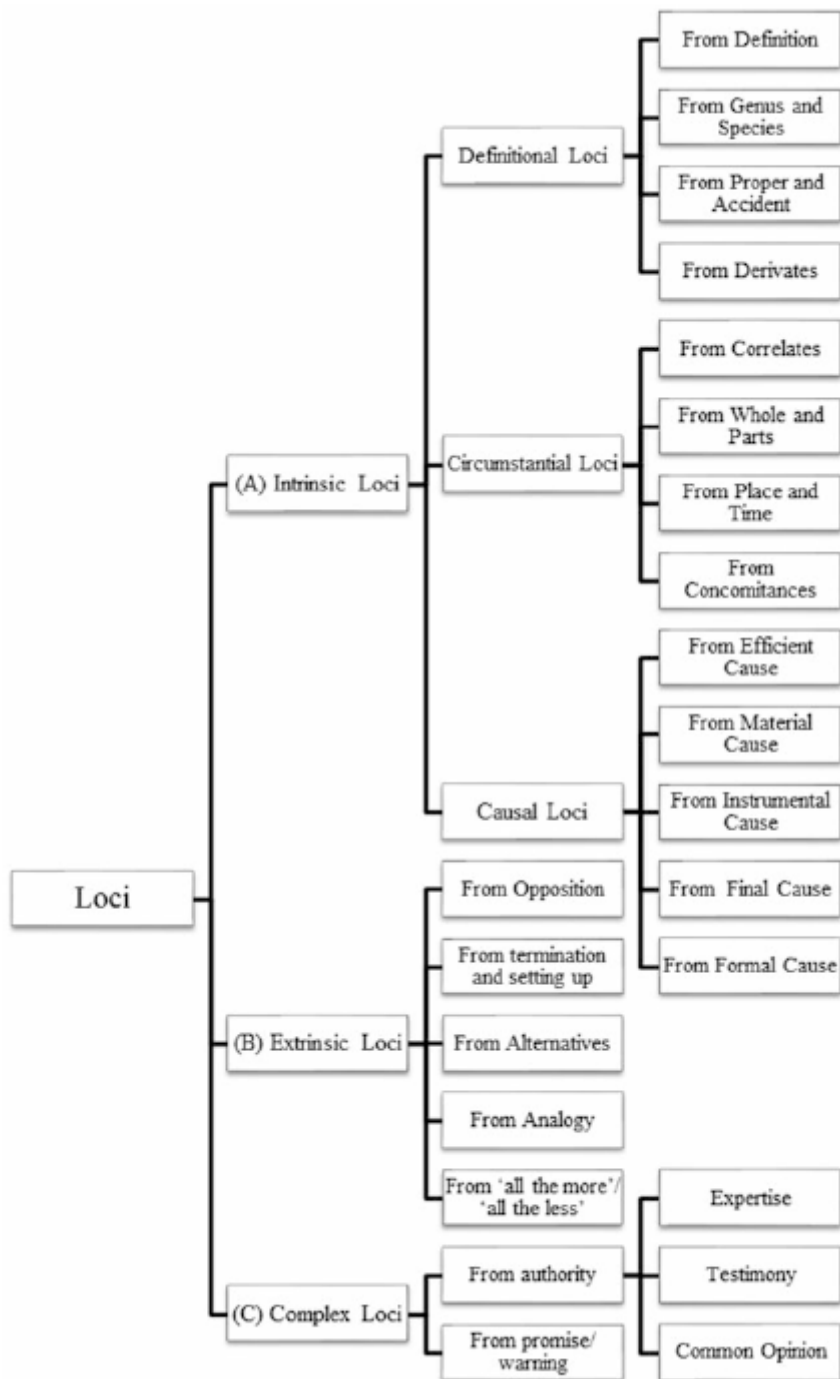 Loci
(A) Intrinsic Loci
Definitional Loci
From Definition
From Genus and
Species
From Proper and
Accident
From Derivates
Circumstantial Loci
From Correlates
From Whole and
Parts
From Place and
Time
From
Concomitances
Causal Loci
From Efficient
Cause
From Material
Cause
From Instrumental
Cause
From Final Cause
From Formal Cause
(B) Extrinsic Loci
From Opposition
From termination
and setting up
From Alternatives
From Analogy
From ‘all the more’/
‘all the less’
(C) Complex Loci
From authority
Expertise
Testimony
Common Opinion
From promise/
warning